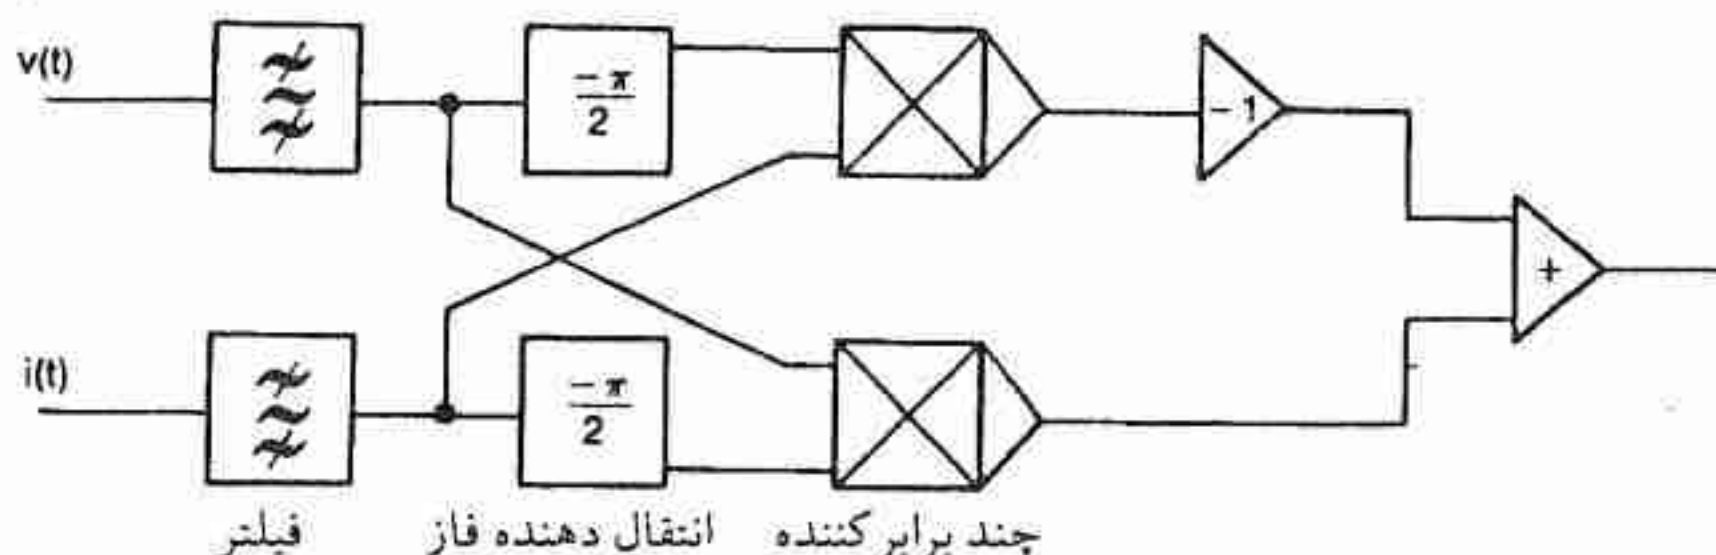 v(t)
-π/2
-1
+
i(t)
-π/2
فیلتر انتقال دهنده فاز چند برابر کننده